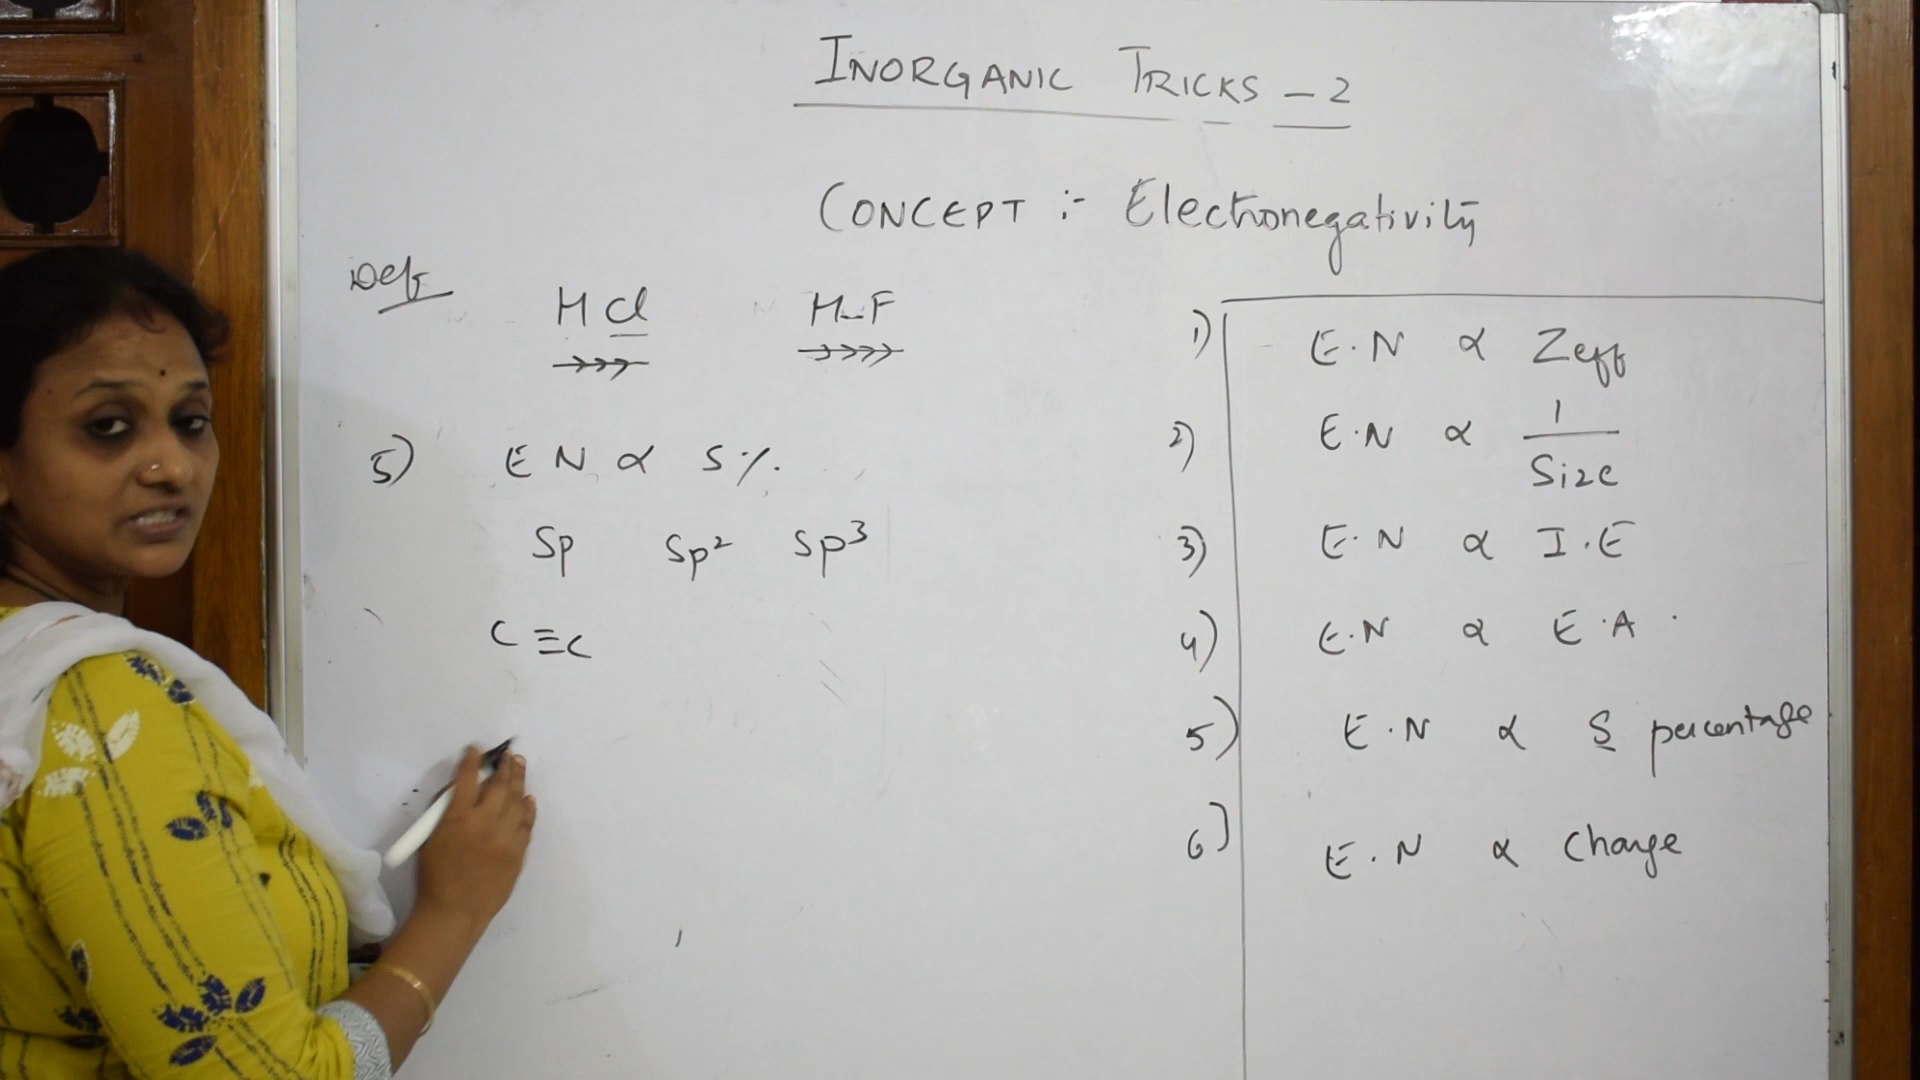 INORGANIC TRICKS - 2
CONCEPT :- Electronegativity
Def
HCl H-F
5) EN α S%.
Sp Sp² Sp³
C≡C
1) E.N α Zeff
2) E.N α 1/Size
3) E.N α I.E
4) E.N α E.A.
5) E.N α S percentage
6) E.N α Charge